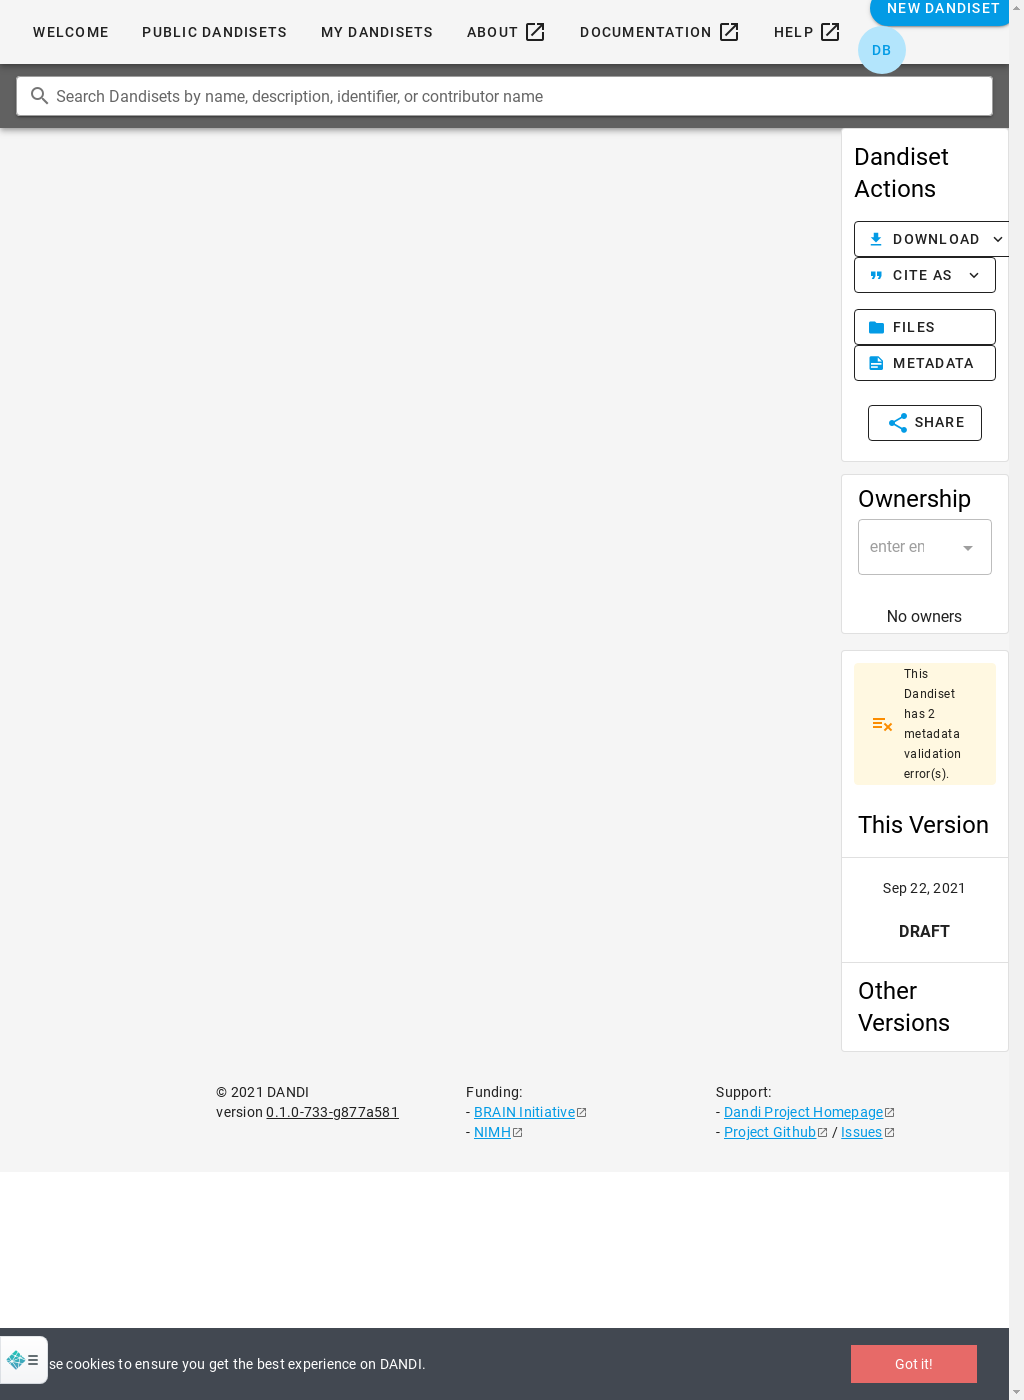 NEW DANDISET
WELCOME PUBLIC DANDISETS MY DANDISETS ABOUT DOCUMENTATION HELP
DB
Search Dandisets by name, description, identifier, or contributor name
Dandiset
Actions
DOWNLOAD
CITE AS
FILES
METADATA
SHARE
Ownership
enter en
No owners
This
Dandiset
has 2
metadata
validation
error(s).
This Version
Sep 22, 2021
DRAFT
Other
Versions
© 2021 DANDI
version 0.1.0-733-g877a581
Funding:
- BRAIN Initiative
- NIMH
Support:
- Dandi Project Homepage
- Project Github / Issues
se cookies to ensure you get the best experience on DANDI.
Got it!